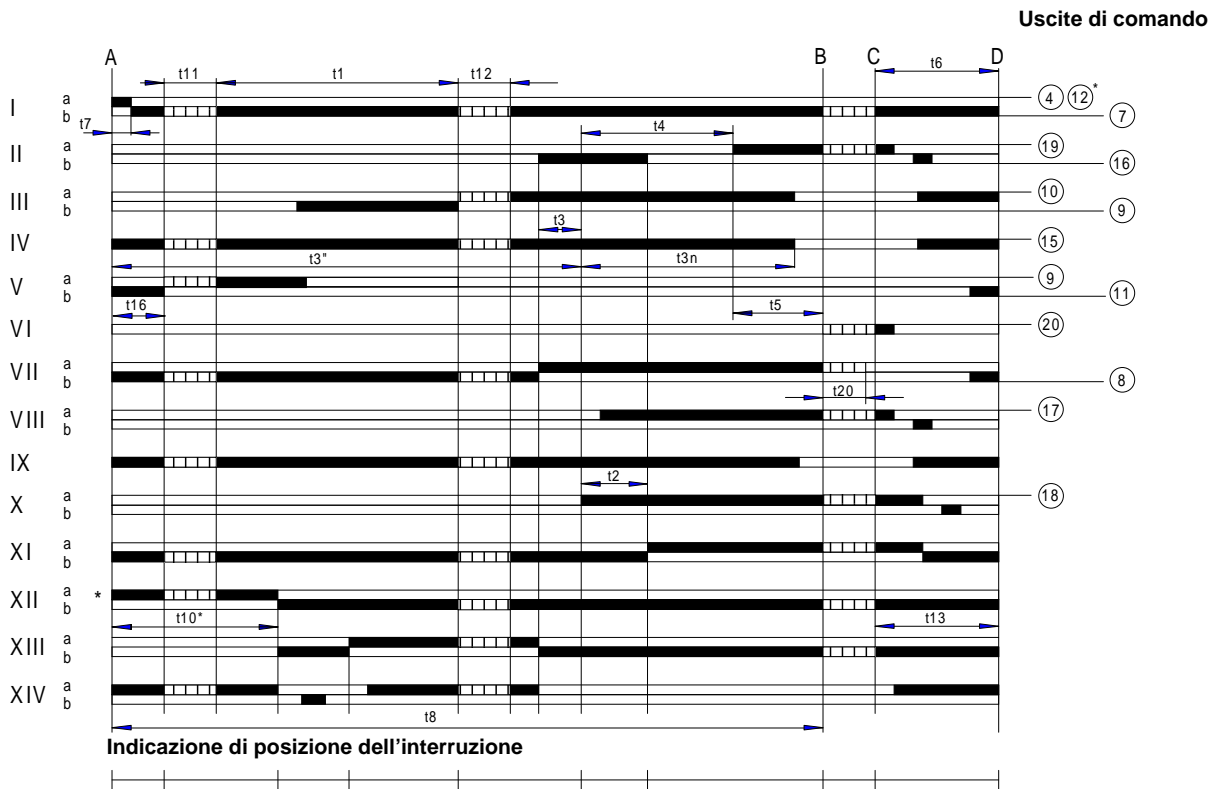 Uscite di comando
A B C D
t11 t1 t12 t6
I a b 4 12 * 7
t7
t4
II a b 19 16
III a b 10 9
t3
IV 15
t3" t3n
V a b 9 11
t16 t5
VI 20
VII a b 8
t20
VIII a b 17
IX
t2
X a b 18
XI a b
XII * a b
t10* t13
XIII a b
XIV a b
t8
Indicazione di posizione dell'interruzione